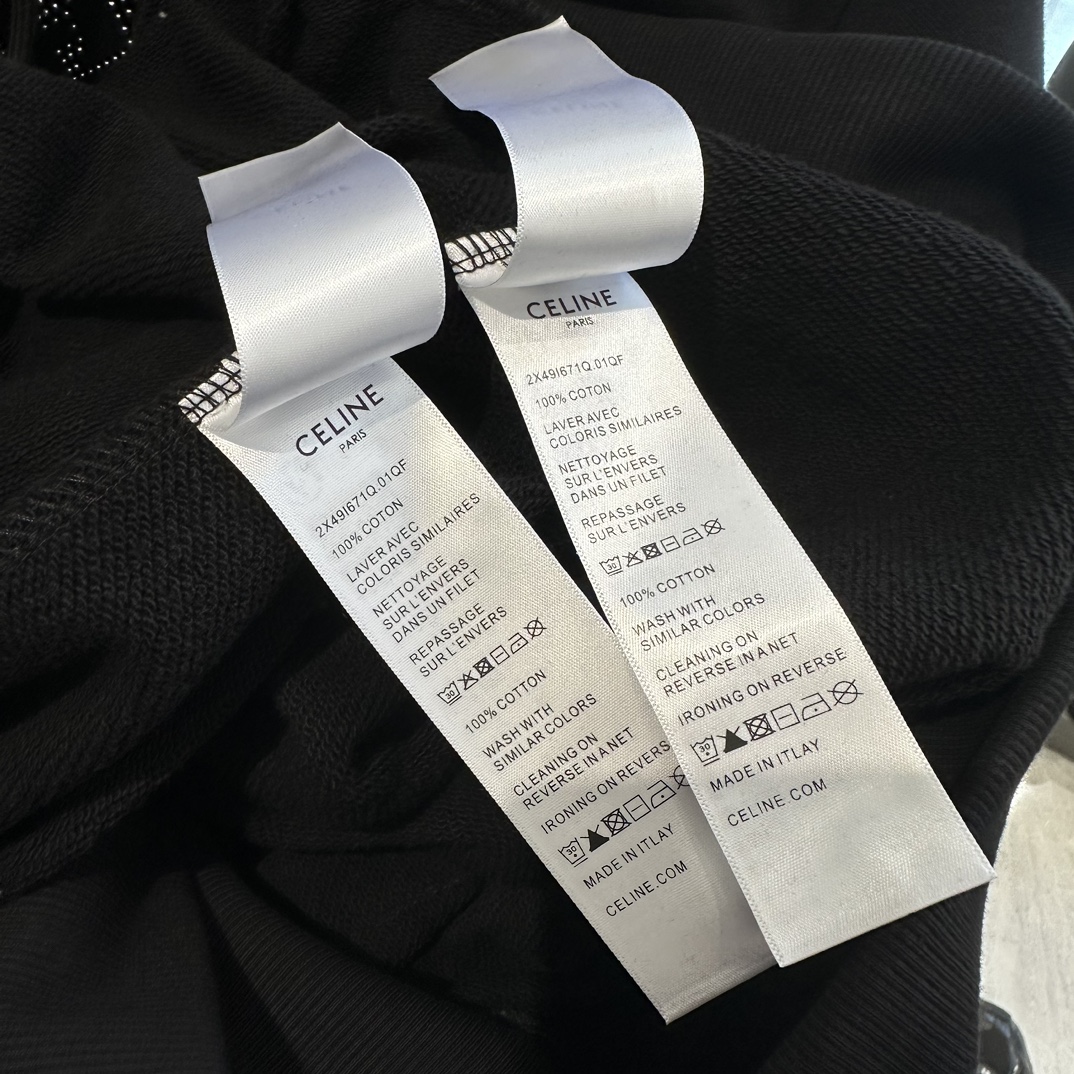 CELINE
PARIS
2X49I671Q.01QF
100% COTON
LAVER AVEC
COLORIS SIMILAIRES
NETTOYAGE
SUR L'ENVERS
DANS UN FILET
REPASSAGE
SUR L'ENVERS
30
100% COTTON
WASH WITH
SIMILAR COLORS
CLEANING ON
REVERSE IN A NET
IRONING ON REVERS
30
MADE IN ITLAY
CELINE.COM
CELINE
PARIS
2X49I671Q.01QF
100% COTON
LAVER AVEC
COLORIS SIMILAIRES
NETTOYAGE
SUR L'ENVERS
DANS UN FILET
REPASSAGE
SUR L'ENVERS
30
100% COTTON
WASH WITH
SIMILAR COLORS
CLEANING ON
REVERSE IN A NET
IRONING ON REVERSE
30
MADE IN ITLAY
CELINE.COM